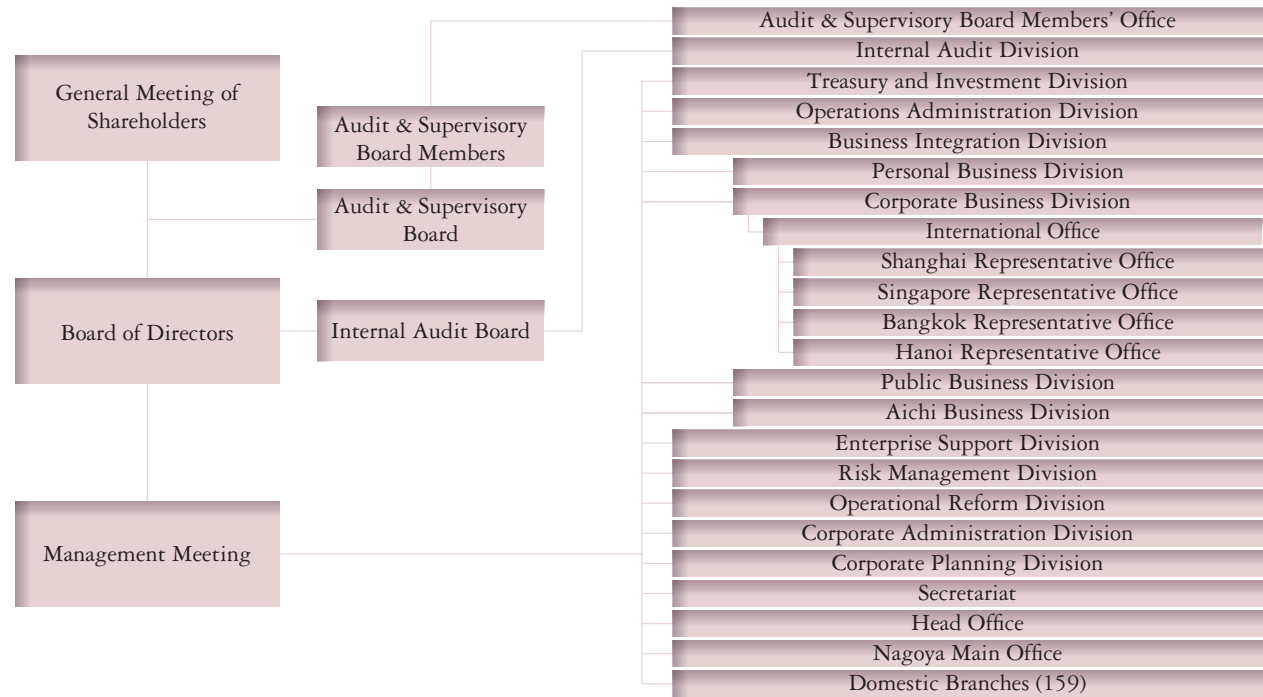 General Meeting of
Shareholders
Board of Directors
Management Meeting
Audit & Supervisory
Board Members
Audit & Supervisory
Board
Internal Audit Board
Audit & Supervisory Board Members’ Office
Internal Audit Division
Treasury and Investment Division
Operations Administration Division
Business Integration Division
Personal Business Division
Corporate Business Division
International Office
Shanghai Representative Office
Singapore Representative Office
Bangkok Representative Office
Hanoi Representative Office
Public Business Division
Aichi Business Division
Enterprise Support Division
Risk Management Division
Operational Reform Division
Corporate Administration Division
Corporate Planning Division
Secretariat
Head Office
Nagoya Main Office
Domestic Branches (159)